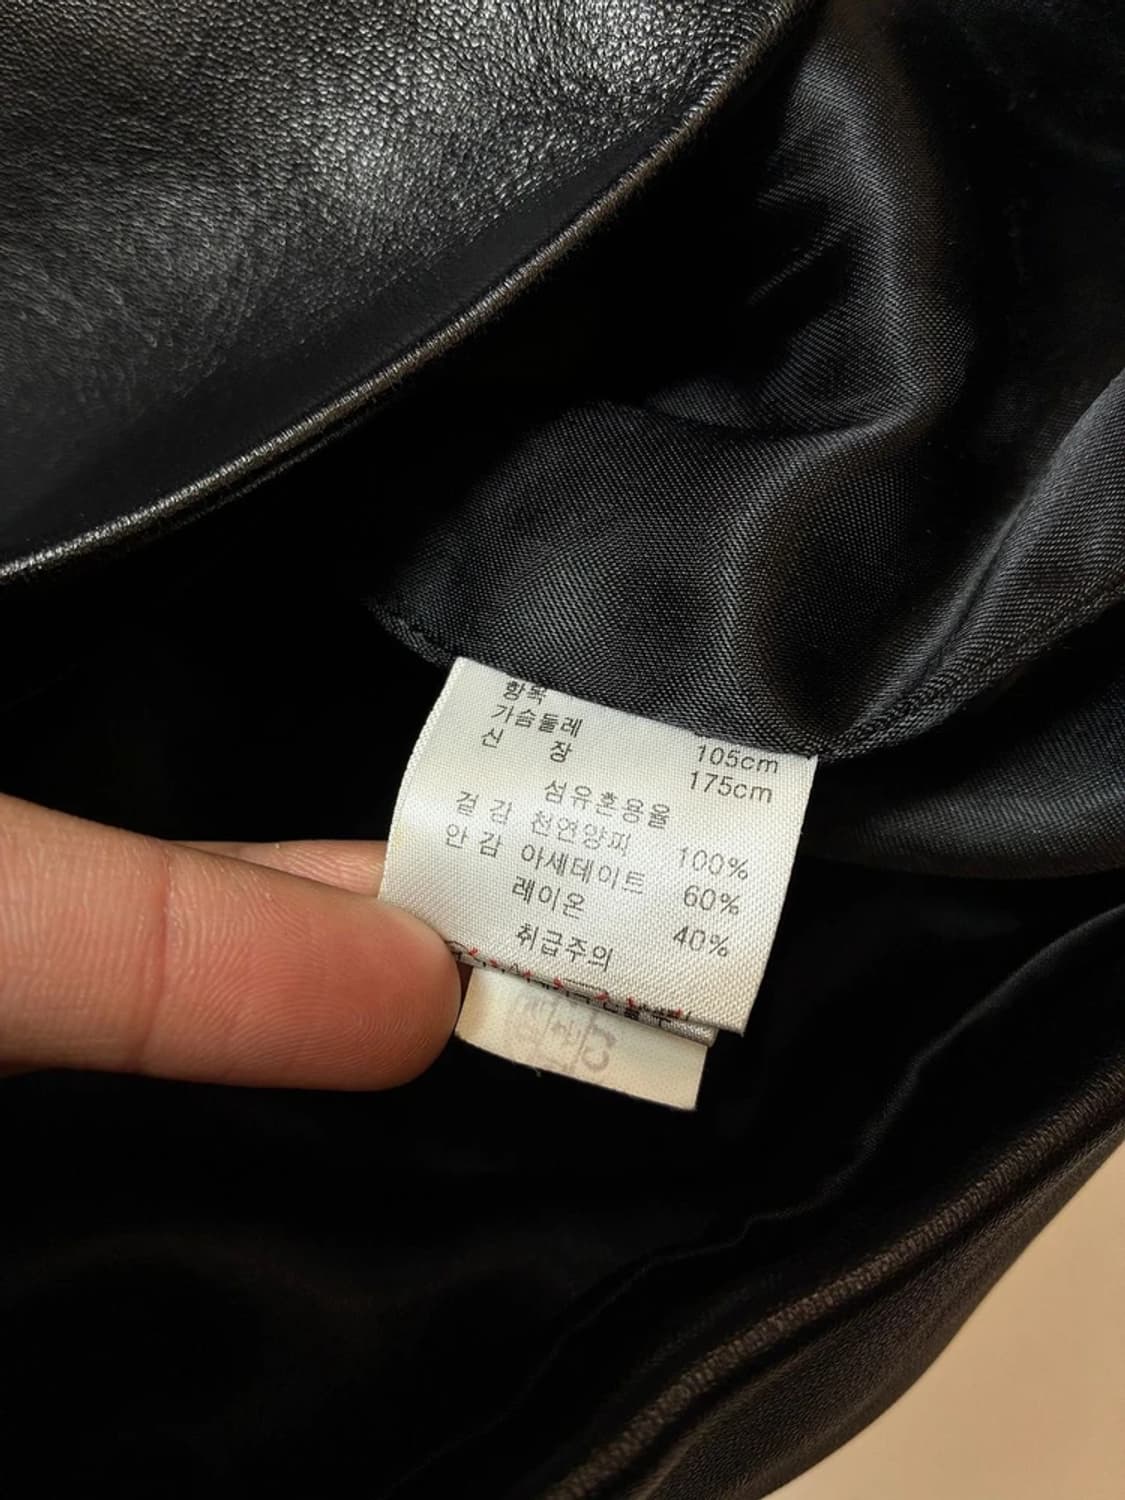 항목
가슴둘레 105cm
신 장 175cm
섬유혼용율
겉 감 천연양피 100%
안 감 아세테이트 60%
레이온 40%
취급주의